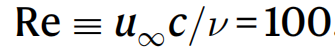 Re ≡ u∞c/ν = 100